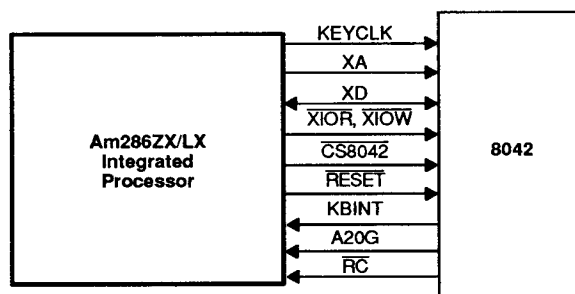 KEYCLK
XA
XD
XIOR, XIOW
CS8042
RESET
KBINT
A20G
RC
Am286ZX/LX
Integrated
Processor
8042